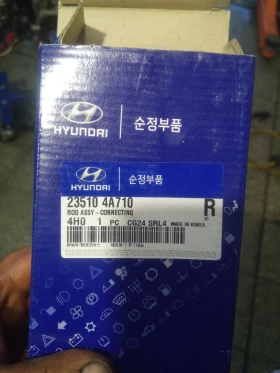 HYUNDAI 순정부품
HYUNDAI 순정부품
23510 4A710 R
ROD ASSY-CONNECTING
4H0 1 PC CG24 SRL4 MADE IN KOREA